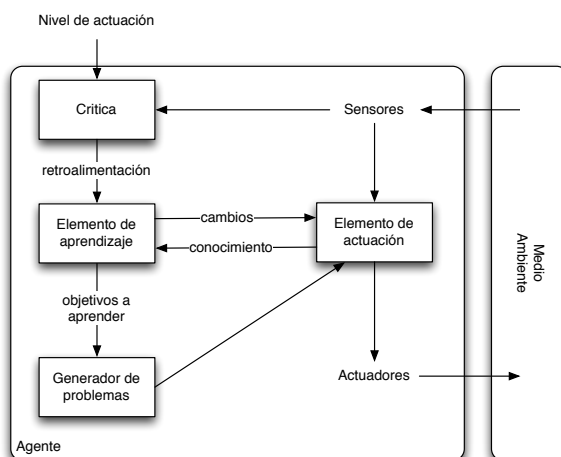 Nivel de actuación
Critica
Sensores
retroalimentación
Elemento de
aprendizaje
cambios
conocimiento
Elemento de
actuación
Medio
Ambiente
objetivos a
aprender
Generador de
problemas
Actuadores
Agente